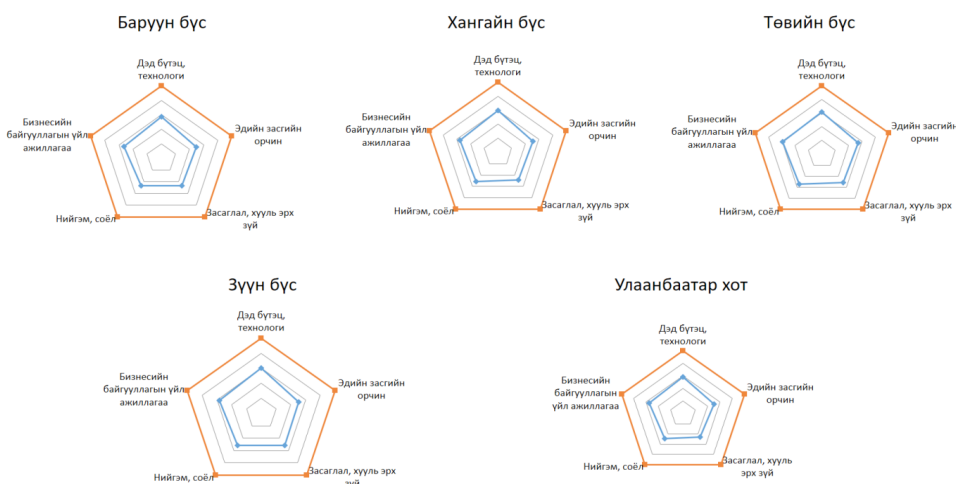 Баруун бүс
Дэд бүтэц,
технологи
Эдийн засгийн
орчин
Засаглал, хууль эрх
зүй
Нийгэм, соёл
Бизнесийн
байгууллагын үйл
ажиллагаа
Хангайн бүс
Дэд бүтэц,
технологи
Эдийн засгийн
орчин
Засаглал, хууль эрх
зүй
Нийгэм, соёл
Бизнесийн
байгууллагын үйл
ажиллагаа
Төвийн бүс
Дэд бүтэц,
технологи
Эдийн засгийн
орчин
Засаглал, хууль эрх
зүй
Нийгэм, соёл
Бизнесийн
байгууллагын үйл
ажиллагаа
Зүүн бүс
Дэд бүтэц,
технологи
Эдийн засгийн
орчин
Засаглал, хууль эрх
зүй
Нийгэм, соёл
Бизнесийн
байгууллагын үйл
ажиллагаа
Улаанбаатар хот
Дэд бүтэц,
технологи
Эдийн засгийн
орчин
Засаглал, хууль
эрх зүй
Нийгэм, соёл
Бизнесийн
байгууллагын
үйл ажиллагаа